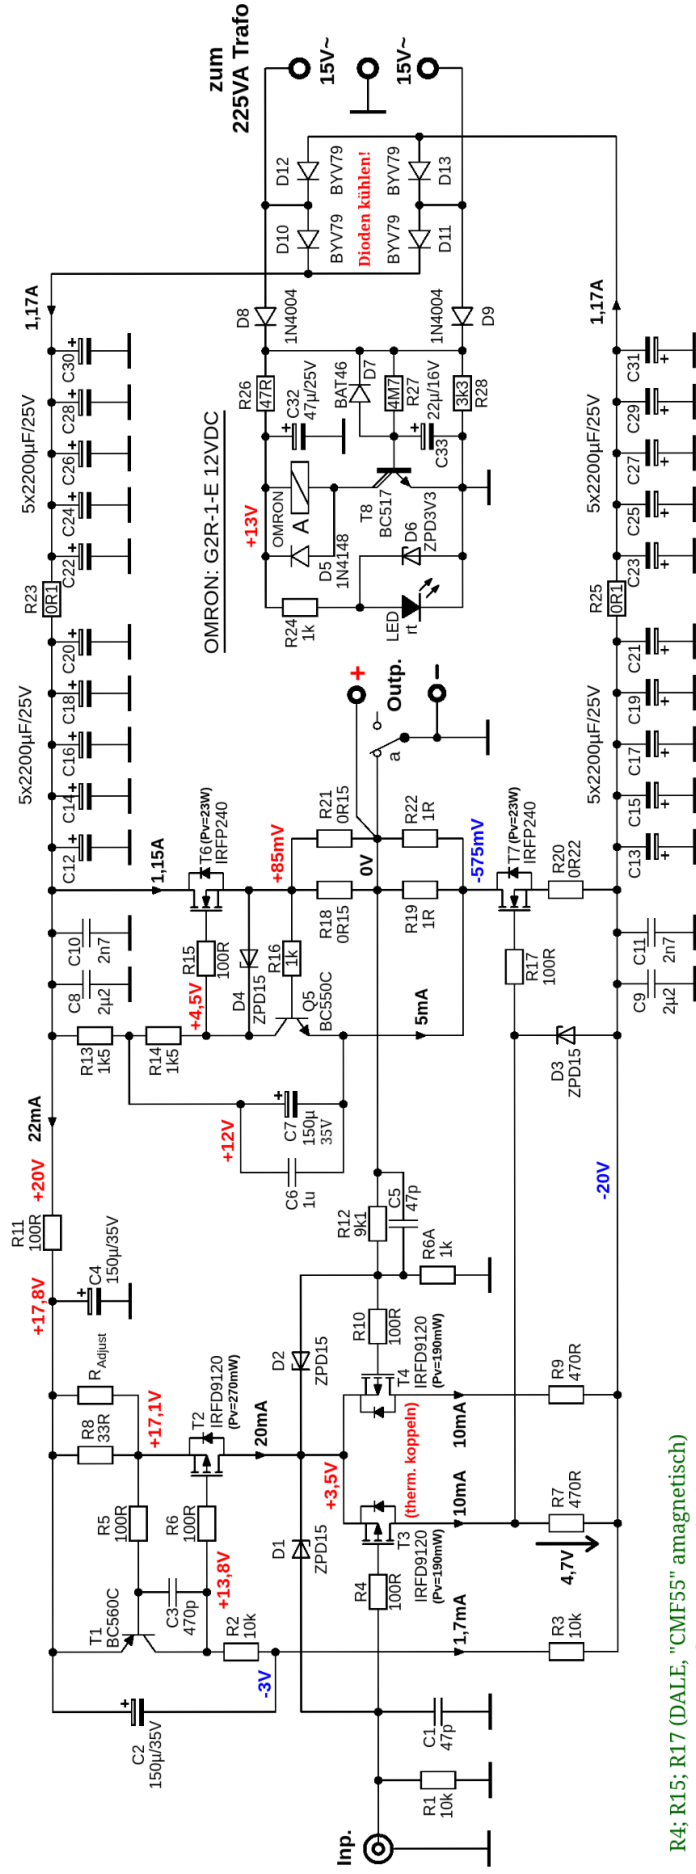 zum
225VA Trafo
15V~
15V~
D12
BYV79
D10
BYV79
Dioden kühlen!
BYV79
D13
BYV79
D11
1,17A
D8
1N4004
1N4004
D9
1,17A
C30
C28
C26
C24
C22
5x2200µF/25V
R23
0R1
C20
C18
C16
C14
C12
5x2200µF/25V
OMRON: G2R-1-E 12VDC
R26
47R
C32
47µ/25V
BAT46
D7
4M7
R27
22µ/16V
C33
3k3
R28
+13V
OMRON
A
D5
1N4148
T8
BC517
D6
ZPD3V3
R24
1k
LED
rt
5x2200µF/25V
C31
C29
C27
C25
C23
R25
0R1
5x2200µF/25V
C21
C19
C17
C15
C13
+
Outp.
-
a
1,15A
T6(Pv=23W)
IRFP240
+85mV
R21
0R15
R22
1R
0V
R18
0R15
R19
1R
-575mV
T7(Pv=23W)
IRFP240
R20
0R22
C10
2n7
C8
2µ2
R15
100R
+4,5V
D4
ZPD15
R16
1k
Q5
BC550C
5mA
R17
100R
C11
2n7
C9
2µ2
R13
1k5
R14
1k5
D3
ZPD15
22mA
+12V
C7
150µ
35V
C6
1u
+20V
R11
100R
+17,8V
C4
150µ/35V
R12
9k1
C5
47p
R6A
1k
-20V
RAdjust
R8
33R
+17,1V
T2
IRFD9120
(Pv=270mW)
20mA
D2
ZPD15
R10
100R
T4
IRFD9120
(Pv=190mW)
10mA
R9
470R
+3,5V
(therm. koppeln)
R5
100R
R6
100R
+13,8V
D1
ZPD15
R4
100R
T3
IRFD9120
(Pv=190mW)
10mA
R7
470R
4,7V
T1
BC560C
C3
470p
R2
10k
-3V
1,7mA
R3
10k
C2
150µ/35V
C1
47p
R1
10k
Inp.
R4; R15; R17 (DALE, "CMF55" amagnetisch)